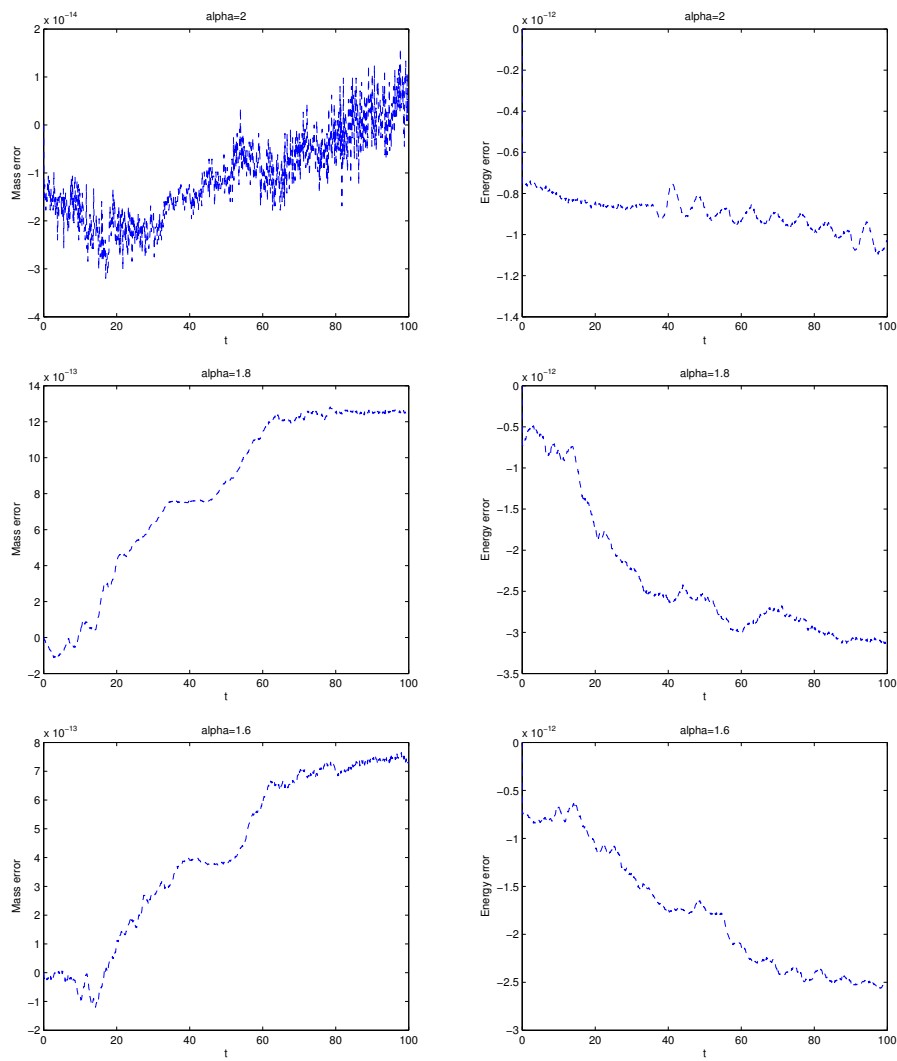 x 10−14
alpha=2
2
1
0
−1
−2
−3
−4
Mass error
0 20 40 60 80 100
t
x 10−12
alpha=2
0
−0.2
−0.4
−0.6
−0.8
−1
−1.2
−1.4
Energy error
0 20 40 60 80 100
t
x 10−13
alpha=1.8
14
12
10
8
6
4
2
0
−2
Mass error
0 20 40 60 80 100
t
x 10−12
alpha=1.8
0
−0.5
−1
−1.5
−2
−2.5
−3
−3.5
Energy error
0 20 40 60 80 100
t
x 10−13
alpha=1.6
8
7
6
5
4
3
2
1
0
−1
−2
Mass error
0 20 40 60 80 100
t
x 10−12
alpha=1.6
0
−0.5
−1
−1.5
−2
−2.5
−3
Energy error
0 20 40 60 80 100
t